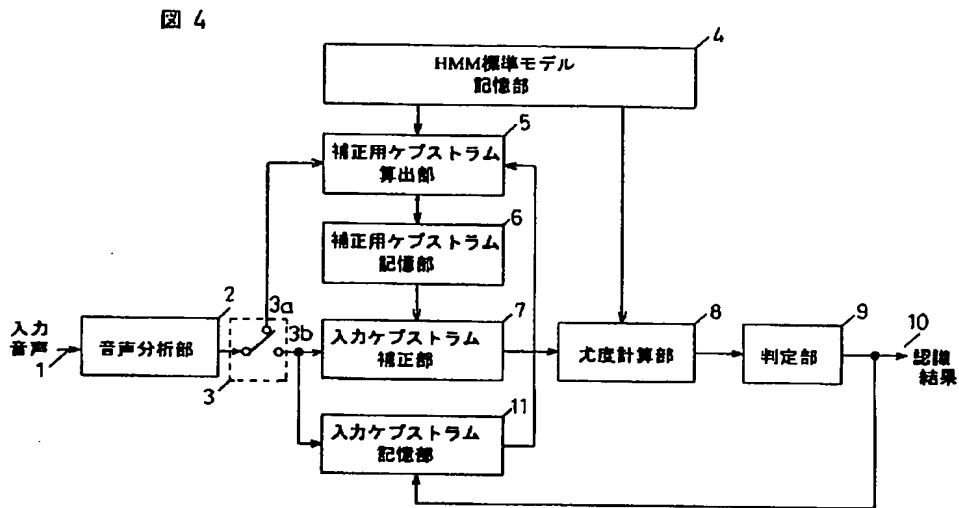 図 4
4
HMM標準モデル
記憶部
5
補正用ケプストラム
算出部
6
補正用ケプストラム
記憶部
入力
音声
1
2
音声分析部
3a
3b
3
7
入力ケプストラム
補正部
8
尤度計算部
9
判定部
10
認識
結果
11
入力ケプストラム
記憶部